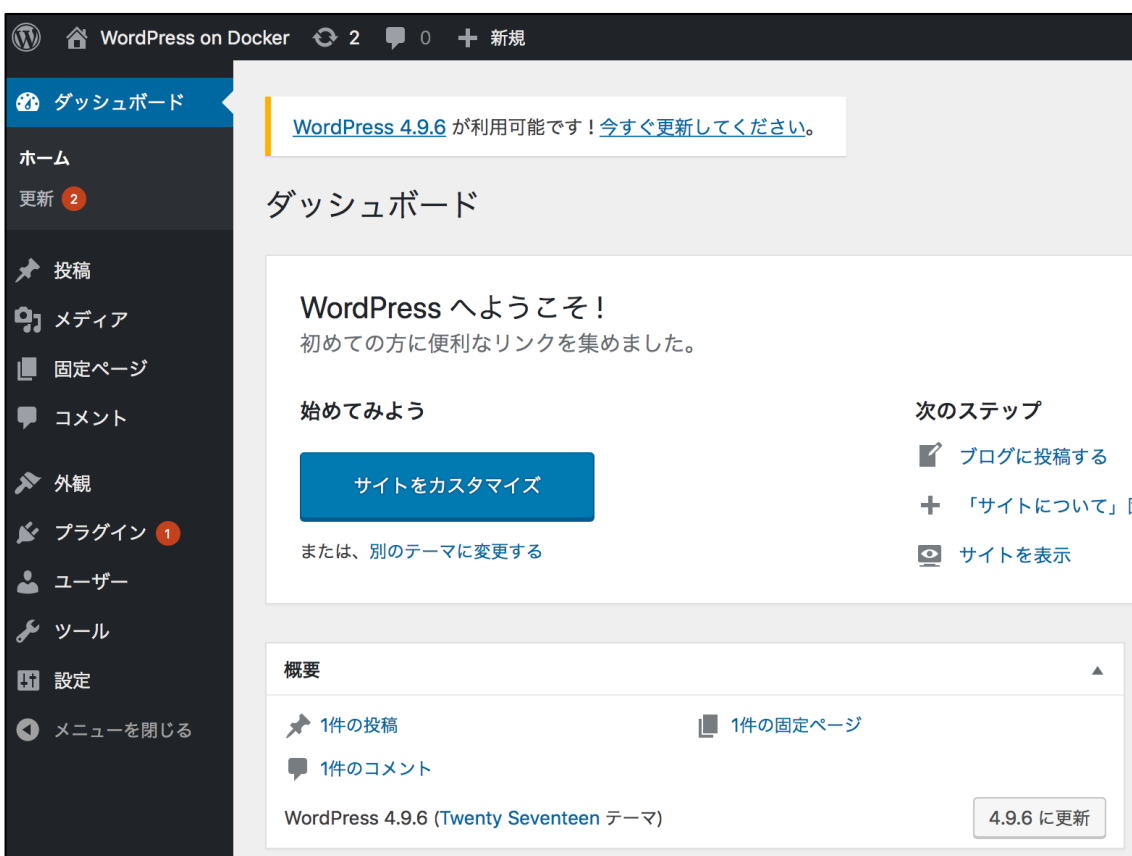 WordPress on Docker 2 0 新規
ダッシュボード
ホーム
更新 2
投稿
メディア
固定ページ
コメント
外観
プラグイン 1
ユーザー
ツール
設定
メニューを閉じる
WordPress 4.9.6 が利用可能です ! 今すぐ更新してください。
ダッシュボード
WordPress へようこそ !
初めての方に便利なリンクを集めました。
始めてみよう
サイトをカスタマイズ
または、別のテーマに変更する
次のステップ
ブログに投稿する
「サイトについて」
サイトを表示
概要
1件の投稿
1件の固定ページ
1件のコメント
WordPress 4.9.6 (Twenty Seventeen テーマ)
4.9.6 に更新